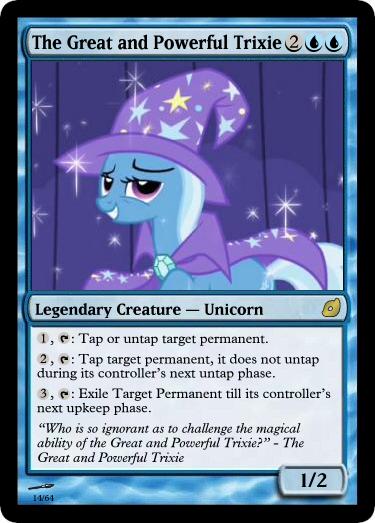 The Great and Powerful Trixie 2
Legendary Creature — Unicorn
1, : Tap or untap target permanent.
2, : Tap target permanent, it does not untap
during its controller's next untap phase.
3, : Exile Target Permanent till its controller's
next upkeep phase.
“Who is so ignorant as to challenge the magical
ability of the Great and Powerful Trixie?” - The
Great and Powerful Trixie
1/2
14/64